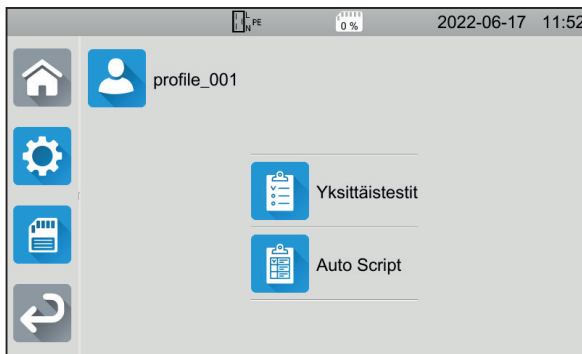 L
N PE
0 %
2022-06-17 11:52
profile_001
Yksittäistestit
Auto Script